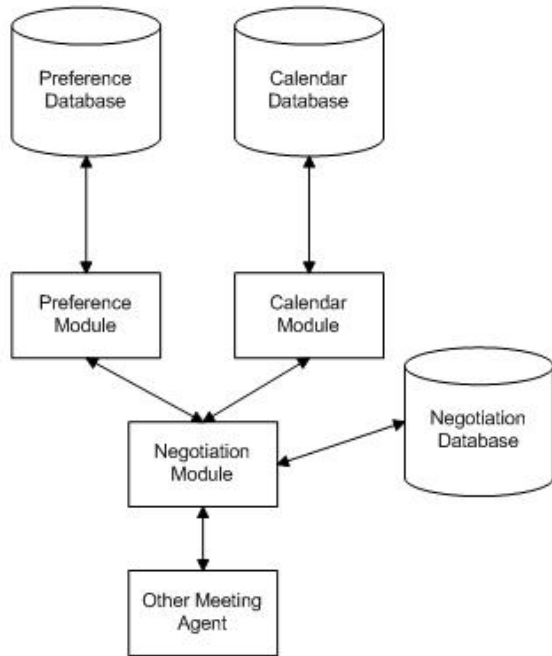 Preference
Database
Calendar
Database
Preference
Module
Calendar
Module
Negotiation
Database
Negotiation
Module
Other Meeting
Agent